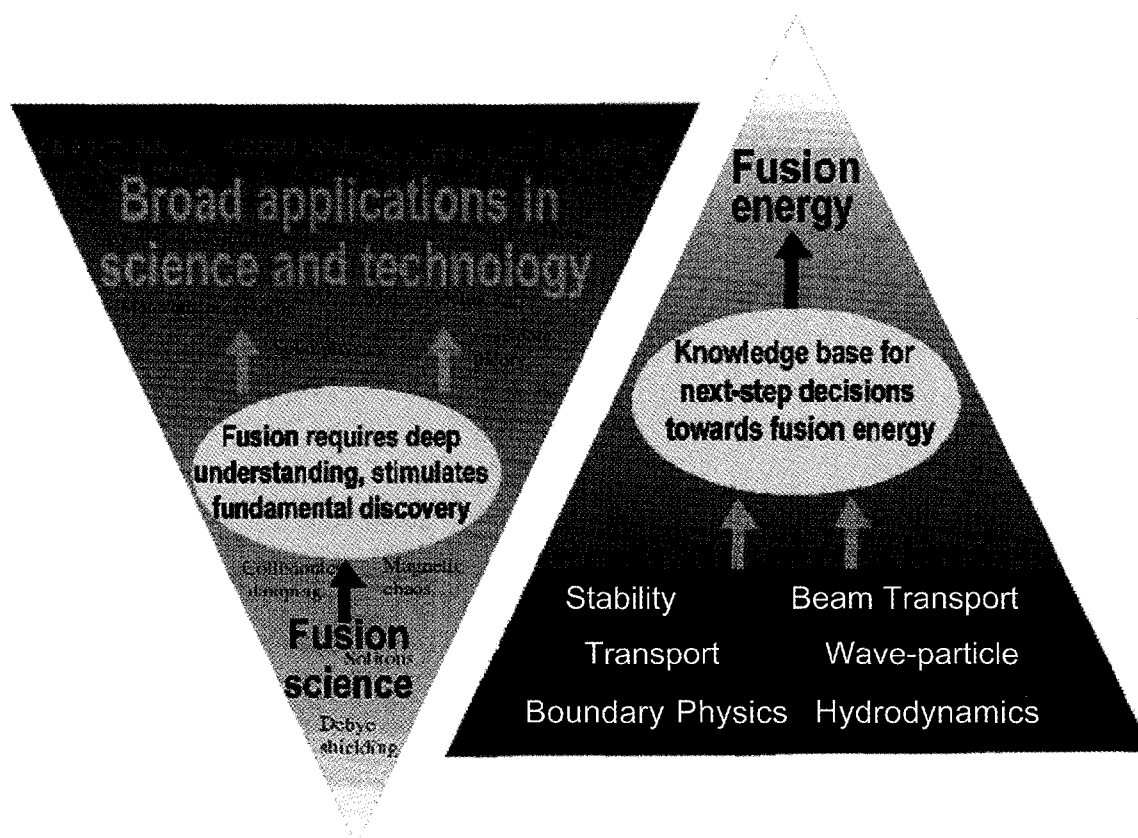 Broad applications in
science and technology
Fusion requires deep
understanding, stimulates
fundamental discovery
Magnetic
chaos
Fusion
Solitons
science
Debye
shielding
Fusion
energy
Knowledge base for
next-step decisions
towards fusion energy
Stability Beam Transport
Transport Wave-particle
Boundary Physics Hydrodynamics